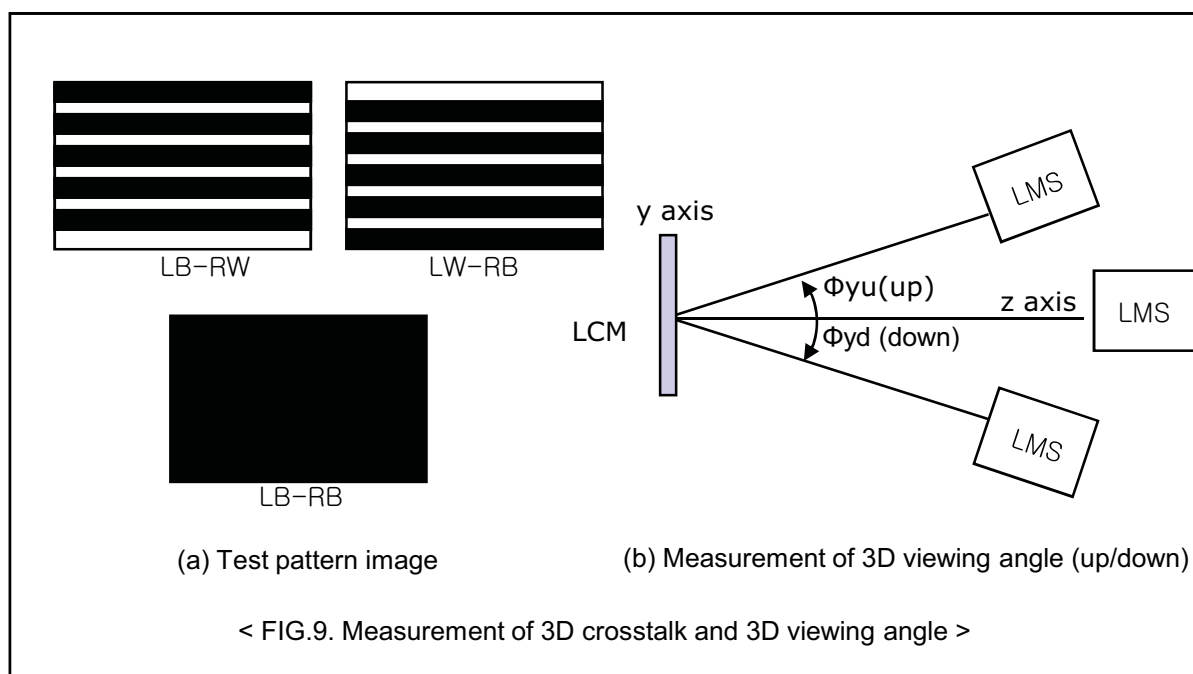 LB-RW
LW-RB
LB-RB
(a) Test pattern image
y axis
LCM
Φyu(up)
z axis
Φyd (down)
LMS
LMS
LMS
(b) Measurement of 3D viewing angle (up/down)
< FIG.9. Measurement of 3D crosstalk and 3D viewing angle >